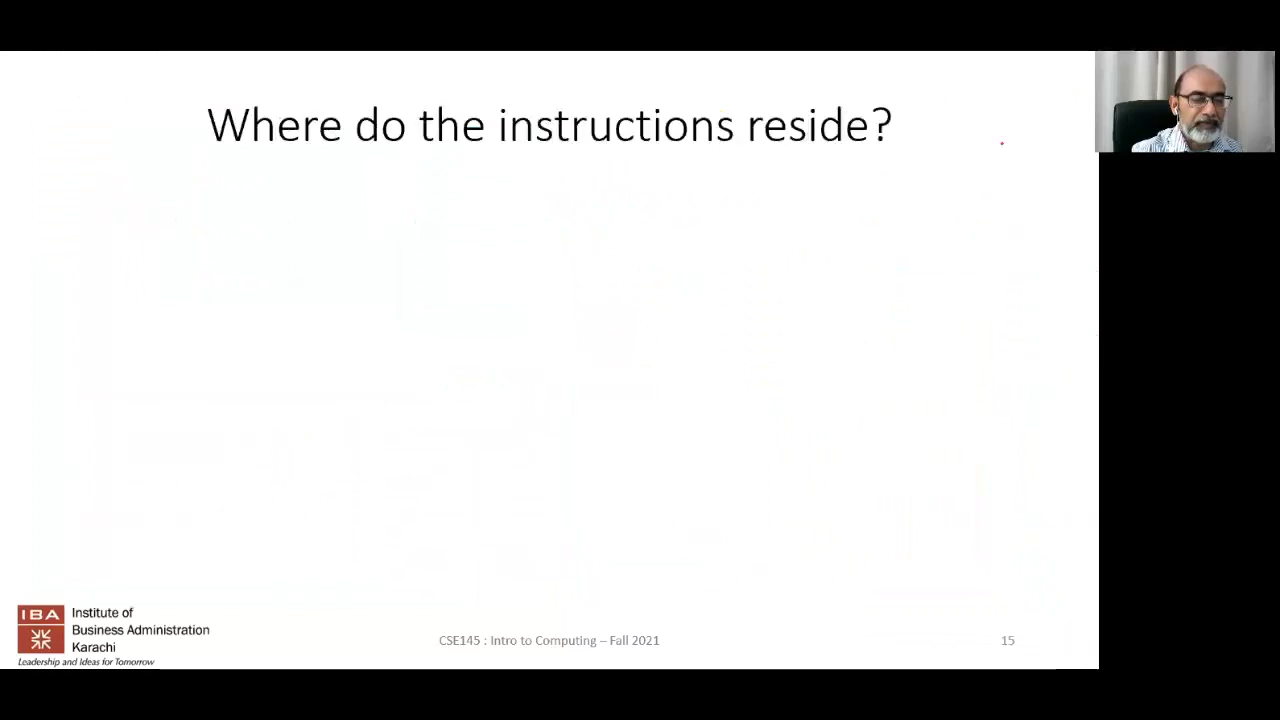 Where do the instructions reside?
IBA
Institute of
Business Administration
Karachi
Leadership and Ideas for Tomorrow
CSE145 : Intro to Computing – Fall 2021
15